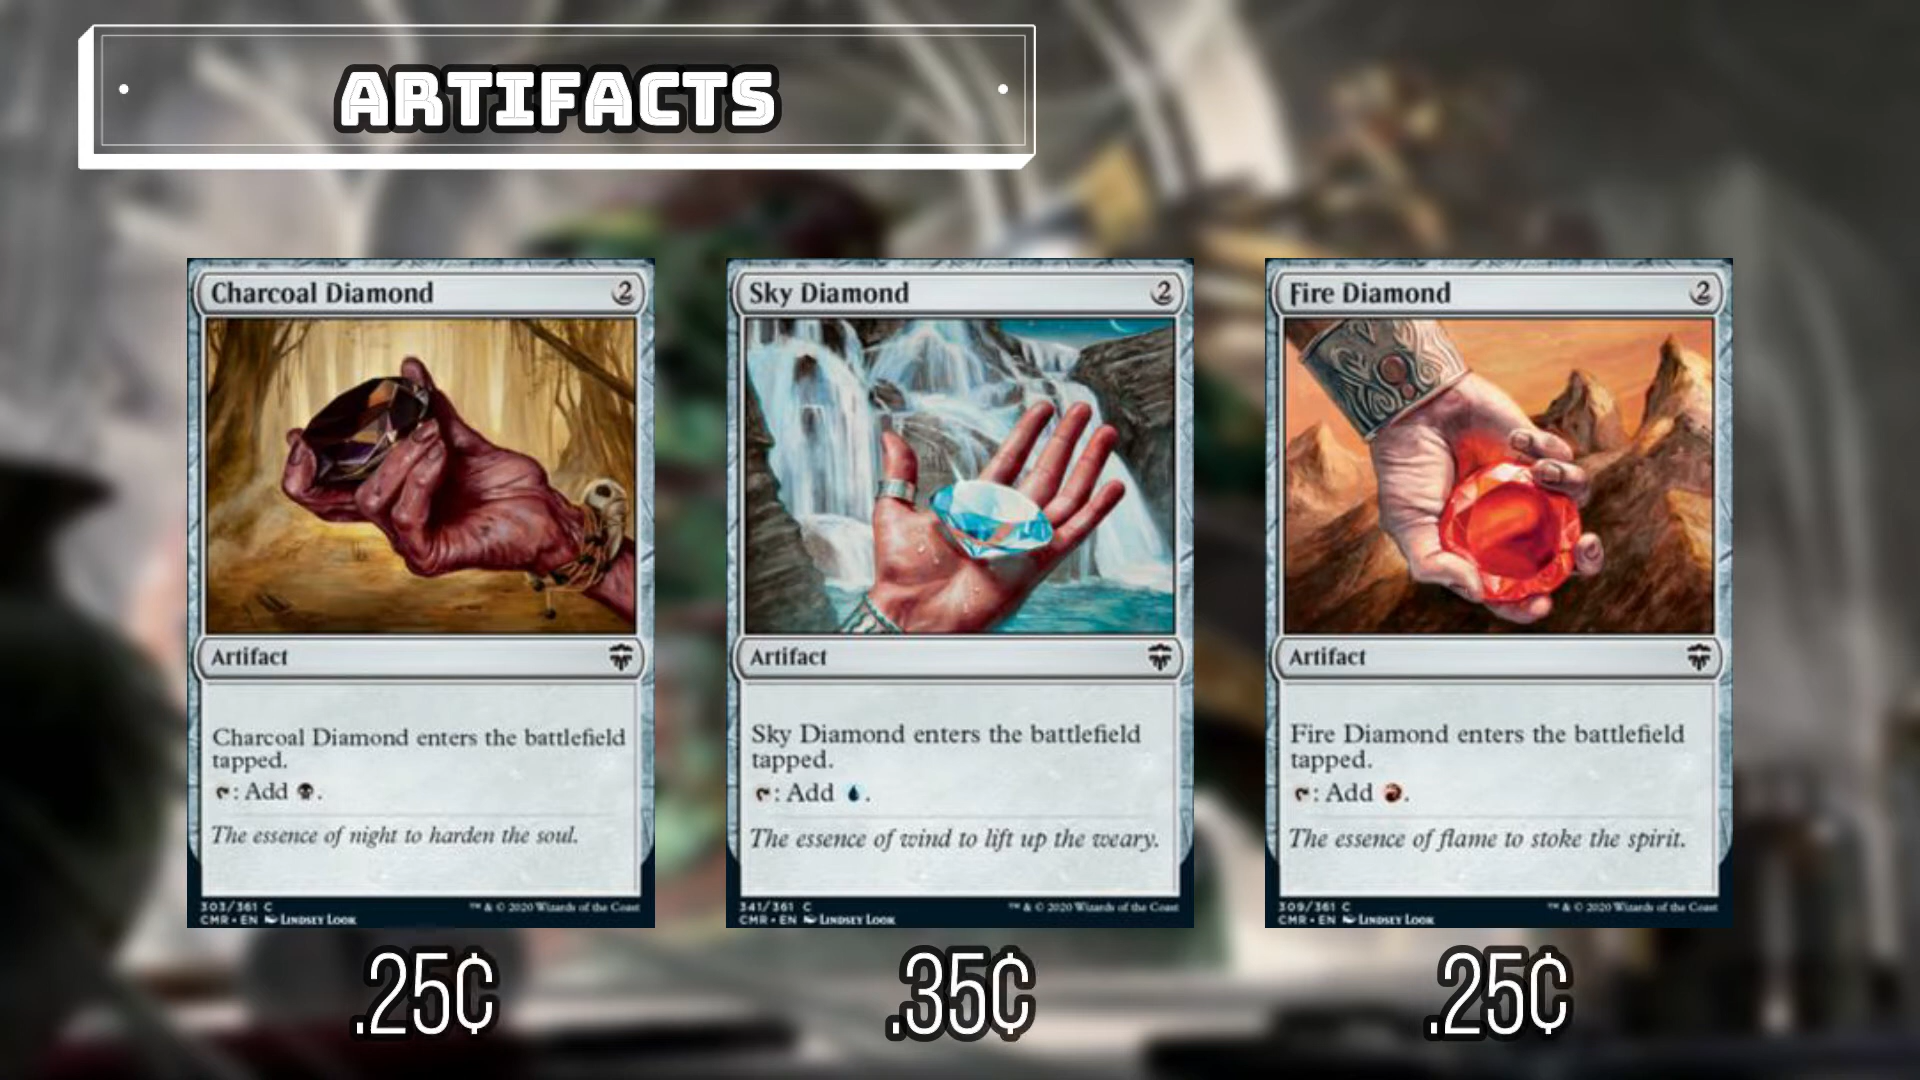 ARTIFACTS
Charcoal Diamond 2
Artifact
Charcoal Diamond enters the battlefield
tapped.
: Add .
The essence of night to harden the soul.
303/361 C
CMR • EN LINDSEY LOOK
™ & © 2020 Wizards of the Coast
.25¢
Sky Diamond 2
Artifact
Sky Diamond enters the battlefield
tapped.
: Add .
The essence of wind to lift up the weary.
341/361 C
CMR • EN LINDSEY LOOK
™ & © 2020 Wizards of the Coast
.35¢
Fire Diamond 2
Artifact
Fire Diamond enters the battlefield
tapped.
: Add .
The essence of flame to stoke the spirit.
309/361 C
CMR • EN LINDSEY LOOK
™ & © 2020 Wizards of the Coast
.25¢